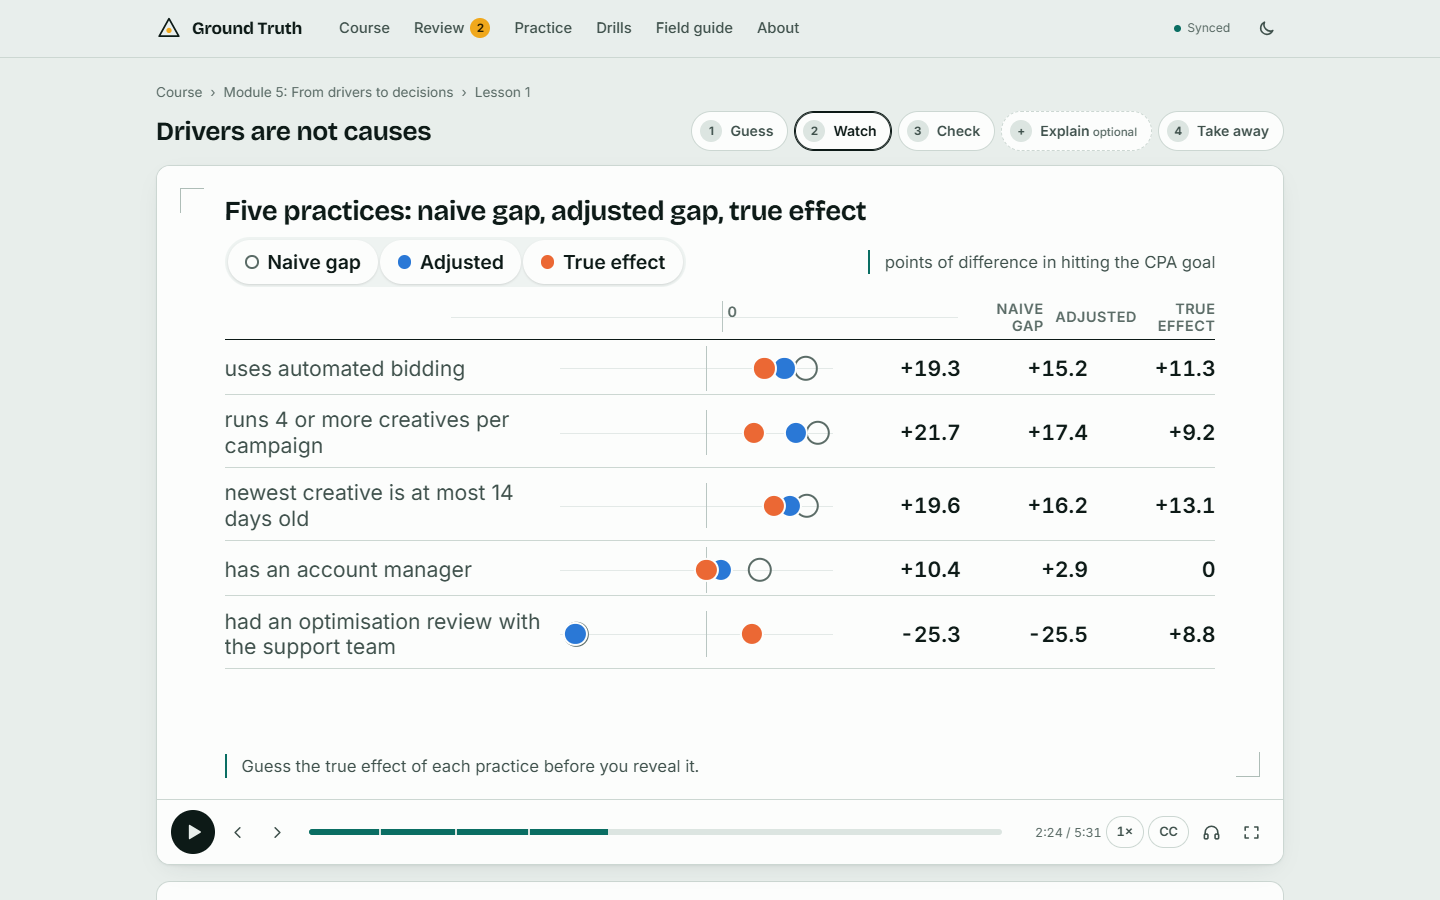 Ground Truth
Course
Review 2
Practice
Drills
Field guide
About
Synced
Course › Module 5: From drivers to decisions › Lesson 1
Drivers are not causes
1 Guess
2 Watch
3 Check
+ Explain optional
4 Take away
Five practices: naive gap, adjusted gap, true effect
Naive gap
Adjusted
True effect
points of difference in hitting the CPA goal
0
NAIVE GAP
ADJUSTED
TRUE EFFECT
uses automated bidding
+19.3 +15.2 +11.3
runs 4 or more creatives per
campaign
+21.7 +17.4 +9.2
newest creative is at most 14
days old
+19.6 +16.2 +13.1
has an account manager
+10.4 +2.9 0
had an optimisation review with
the support team
-25.3 -25.5 +8.8
Guess the true effect of each practice before you reveal it.
2:24 / 5:31
1×
CC